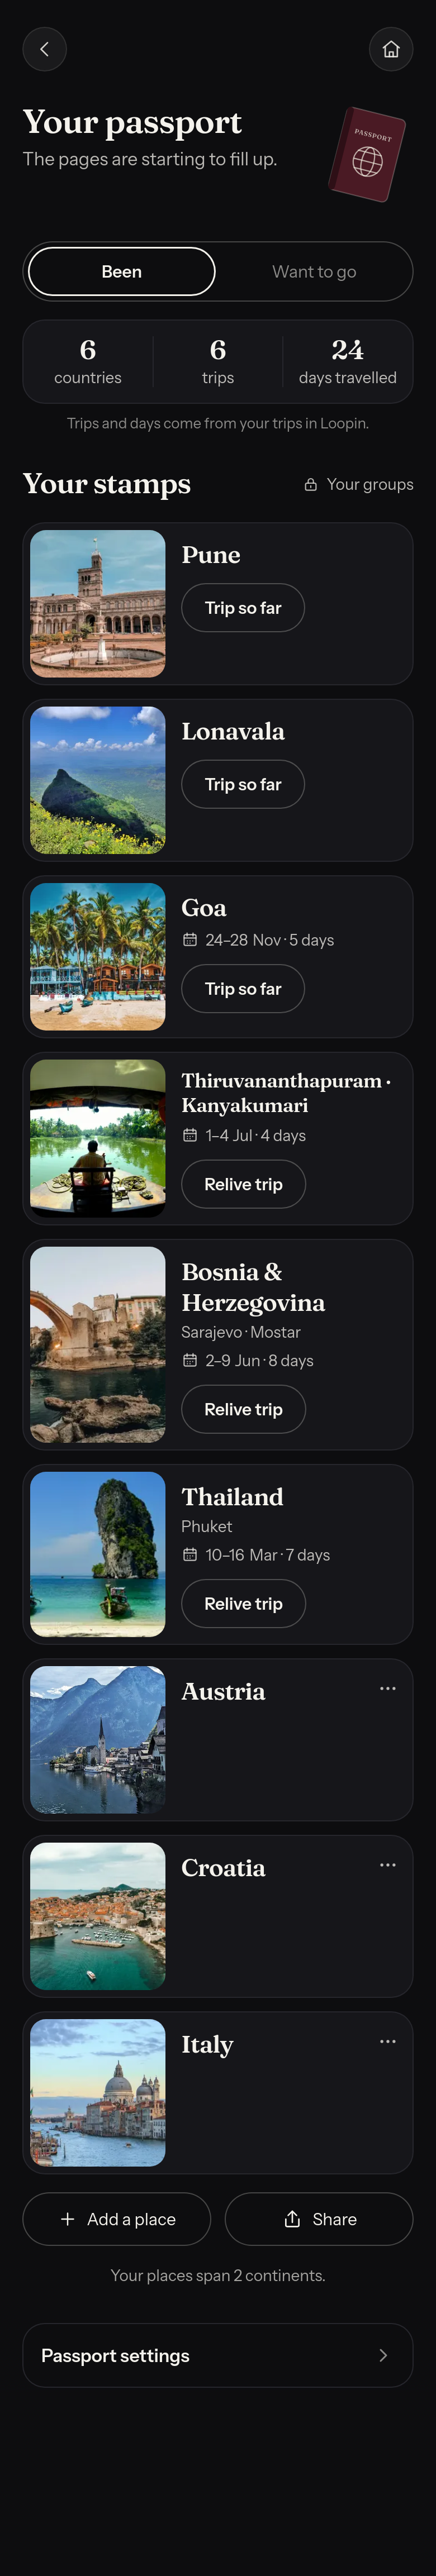 Your passport
The pages are starting to fill up.
PASSPORT
Been
Want to go
6
countries
6
trips
24
days travelled
Trips and days come from your trips in Loopin.
Your stamps
Your groups
Pune
Trip so far
Lonavala
Trip so far
Goa
24–28 Nov · 5 days
Trip so far
Thiruvananthapuram ·
Kanyakumari
1–4 Jul · 4 days
Relive trip
Bosnia &
Herzegovina
Sarajevo · Mostar
2–9 Jun · 8 days
Relive trip
Thailand
Phuket
10–16 Mar · 7 days
Relive trip
Austria
Croatia
Italy
Add a place
Share
Your places span 2 continents.
Passport settings